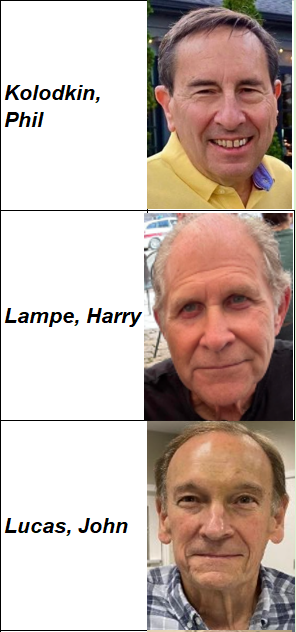 Kolodkin,
Phil
Lampe, Harry
Lucas, John